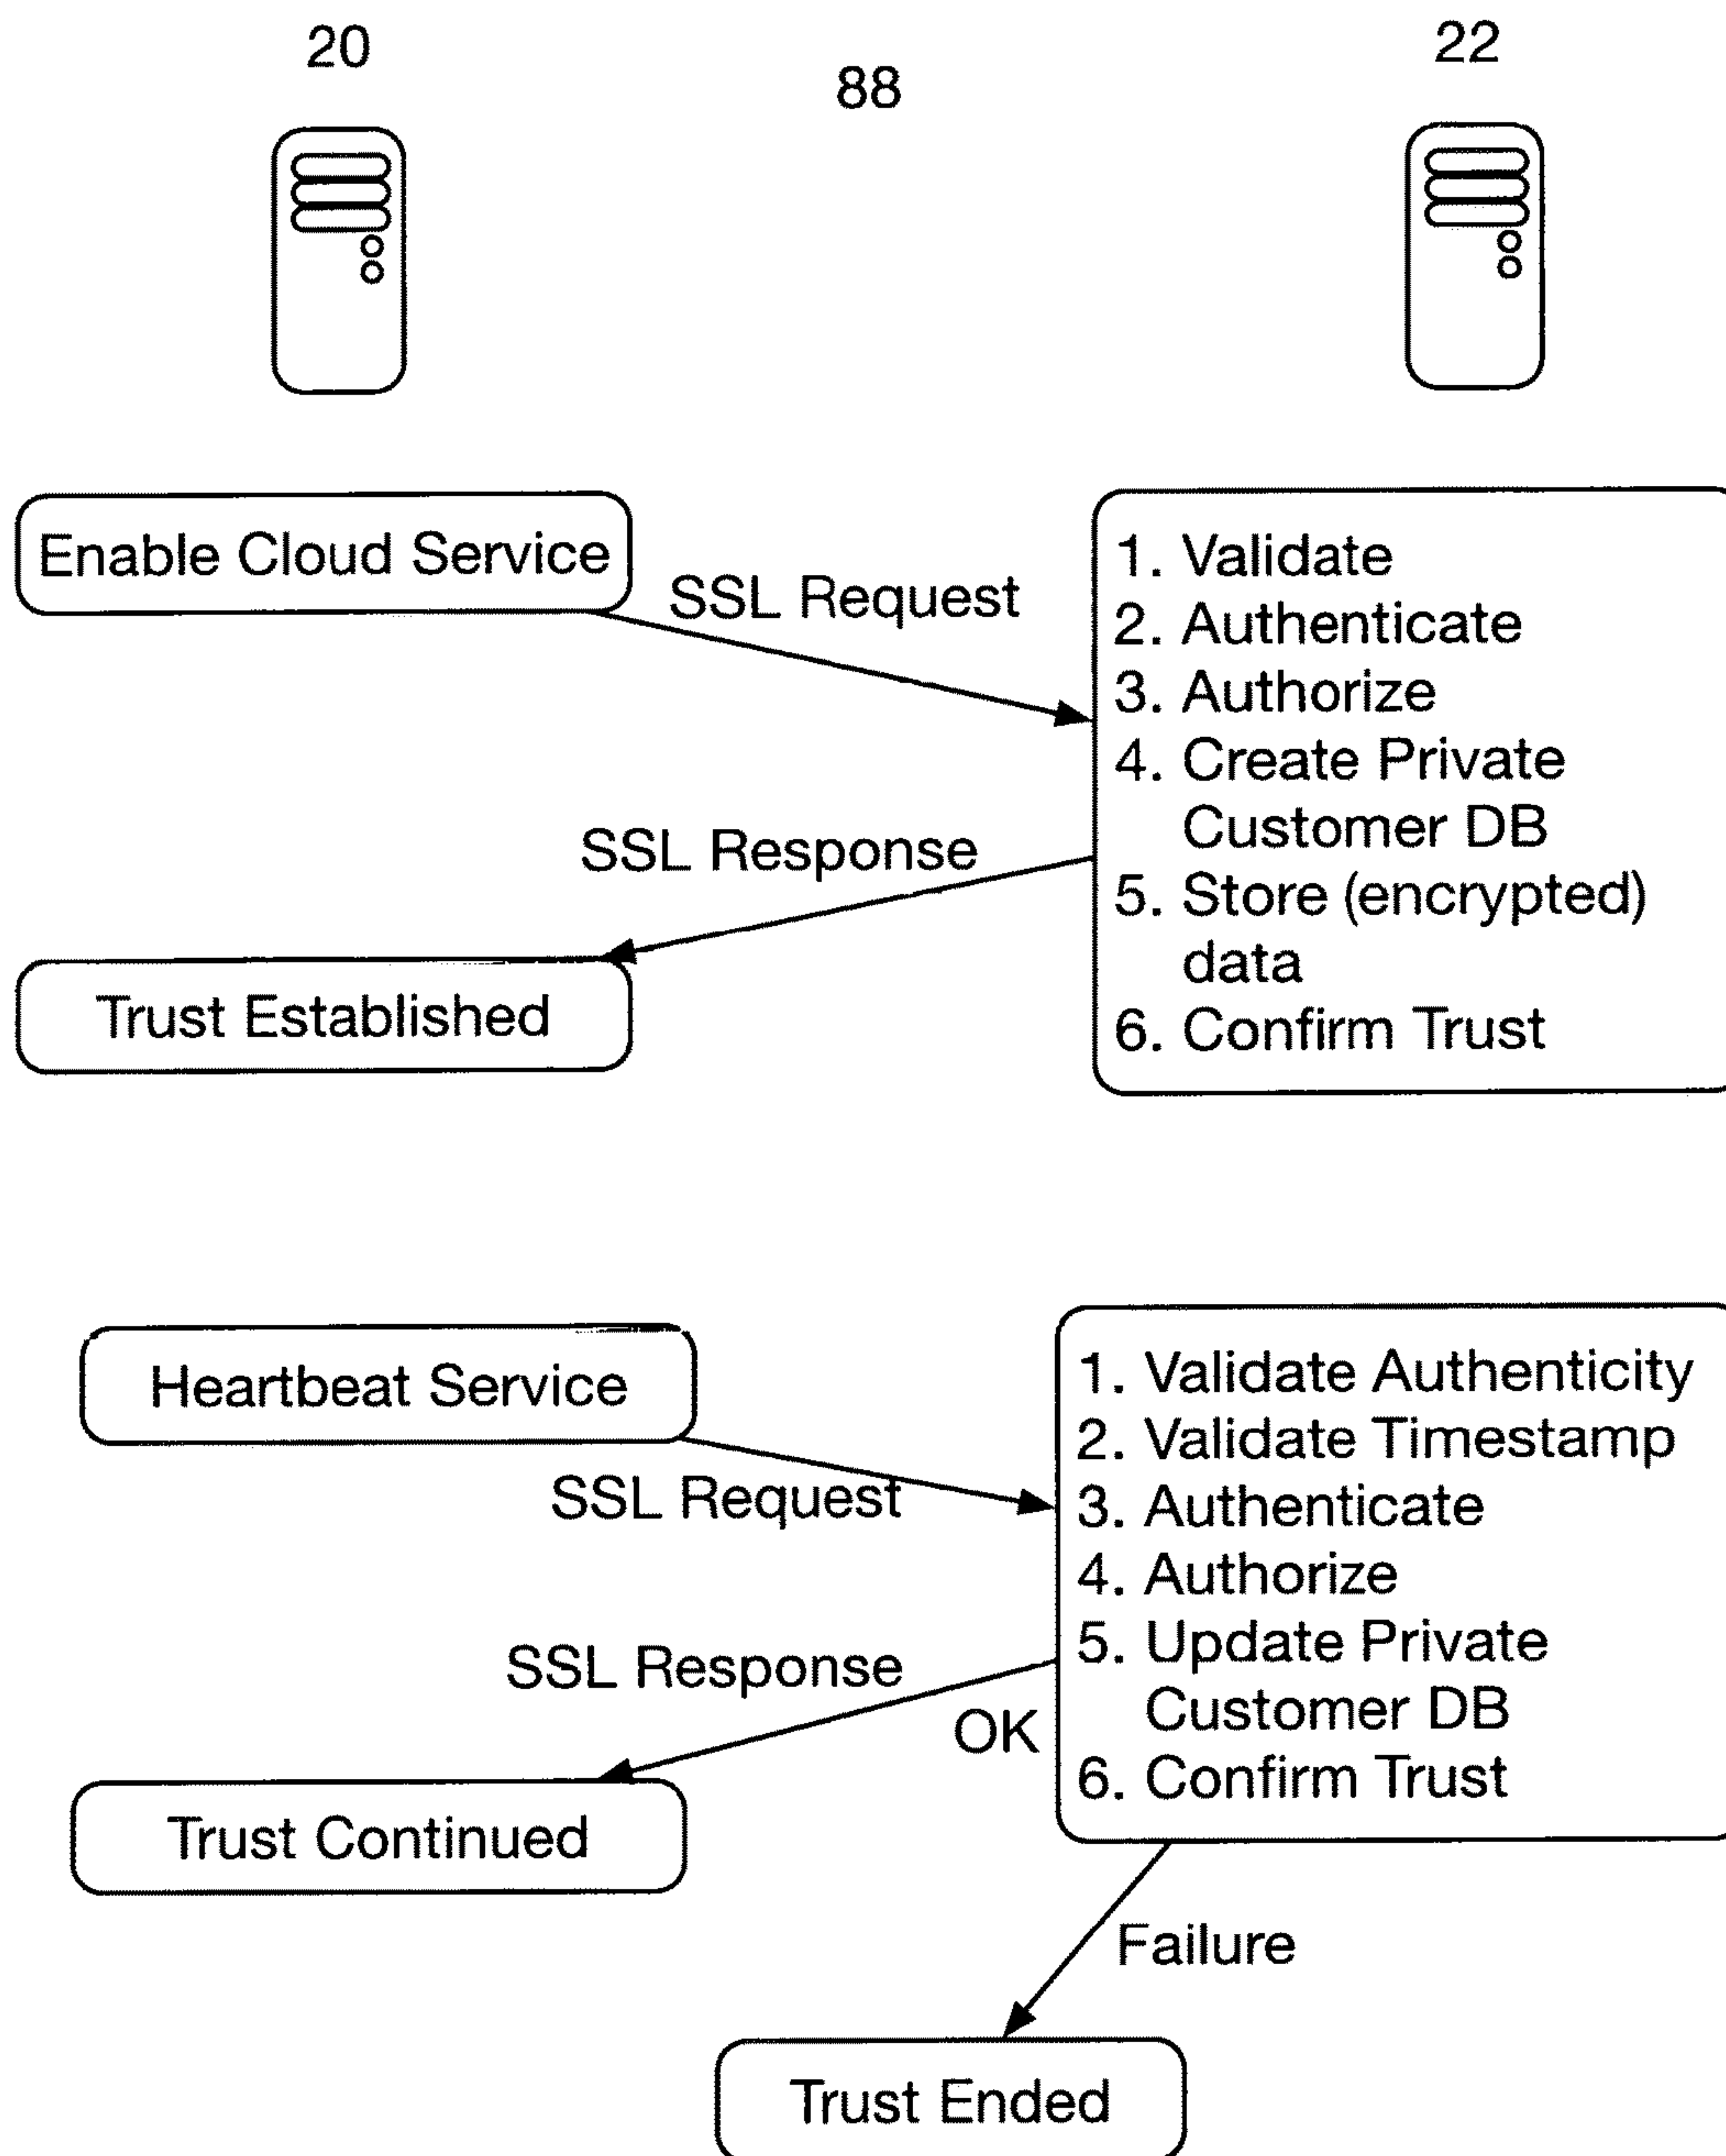 20
88
22
Enable Cloud Service
SSL Request
1. Validate
2. Authenticate
3. Authorize
4. Create Private
Customer DB
5. Store (encrypted)
data
6. Confirm Trust
SSL Response
Trust Established
Heartbeat Service
SSL Request
1. Validate Authenticity
2. Validate Timestamp
3. Authenticate
4. Authorize
5. Update Private
Customer DB
6. Confirm Trust
SSL Response
OK
Trust Continued
Failure
Trust Ended